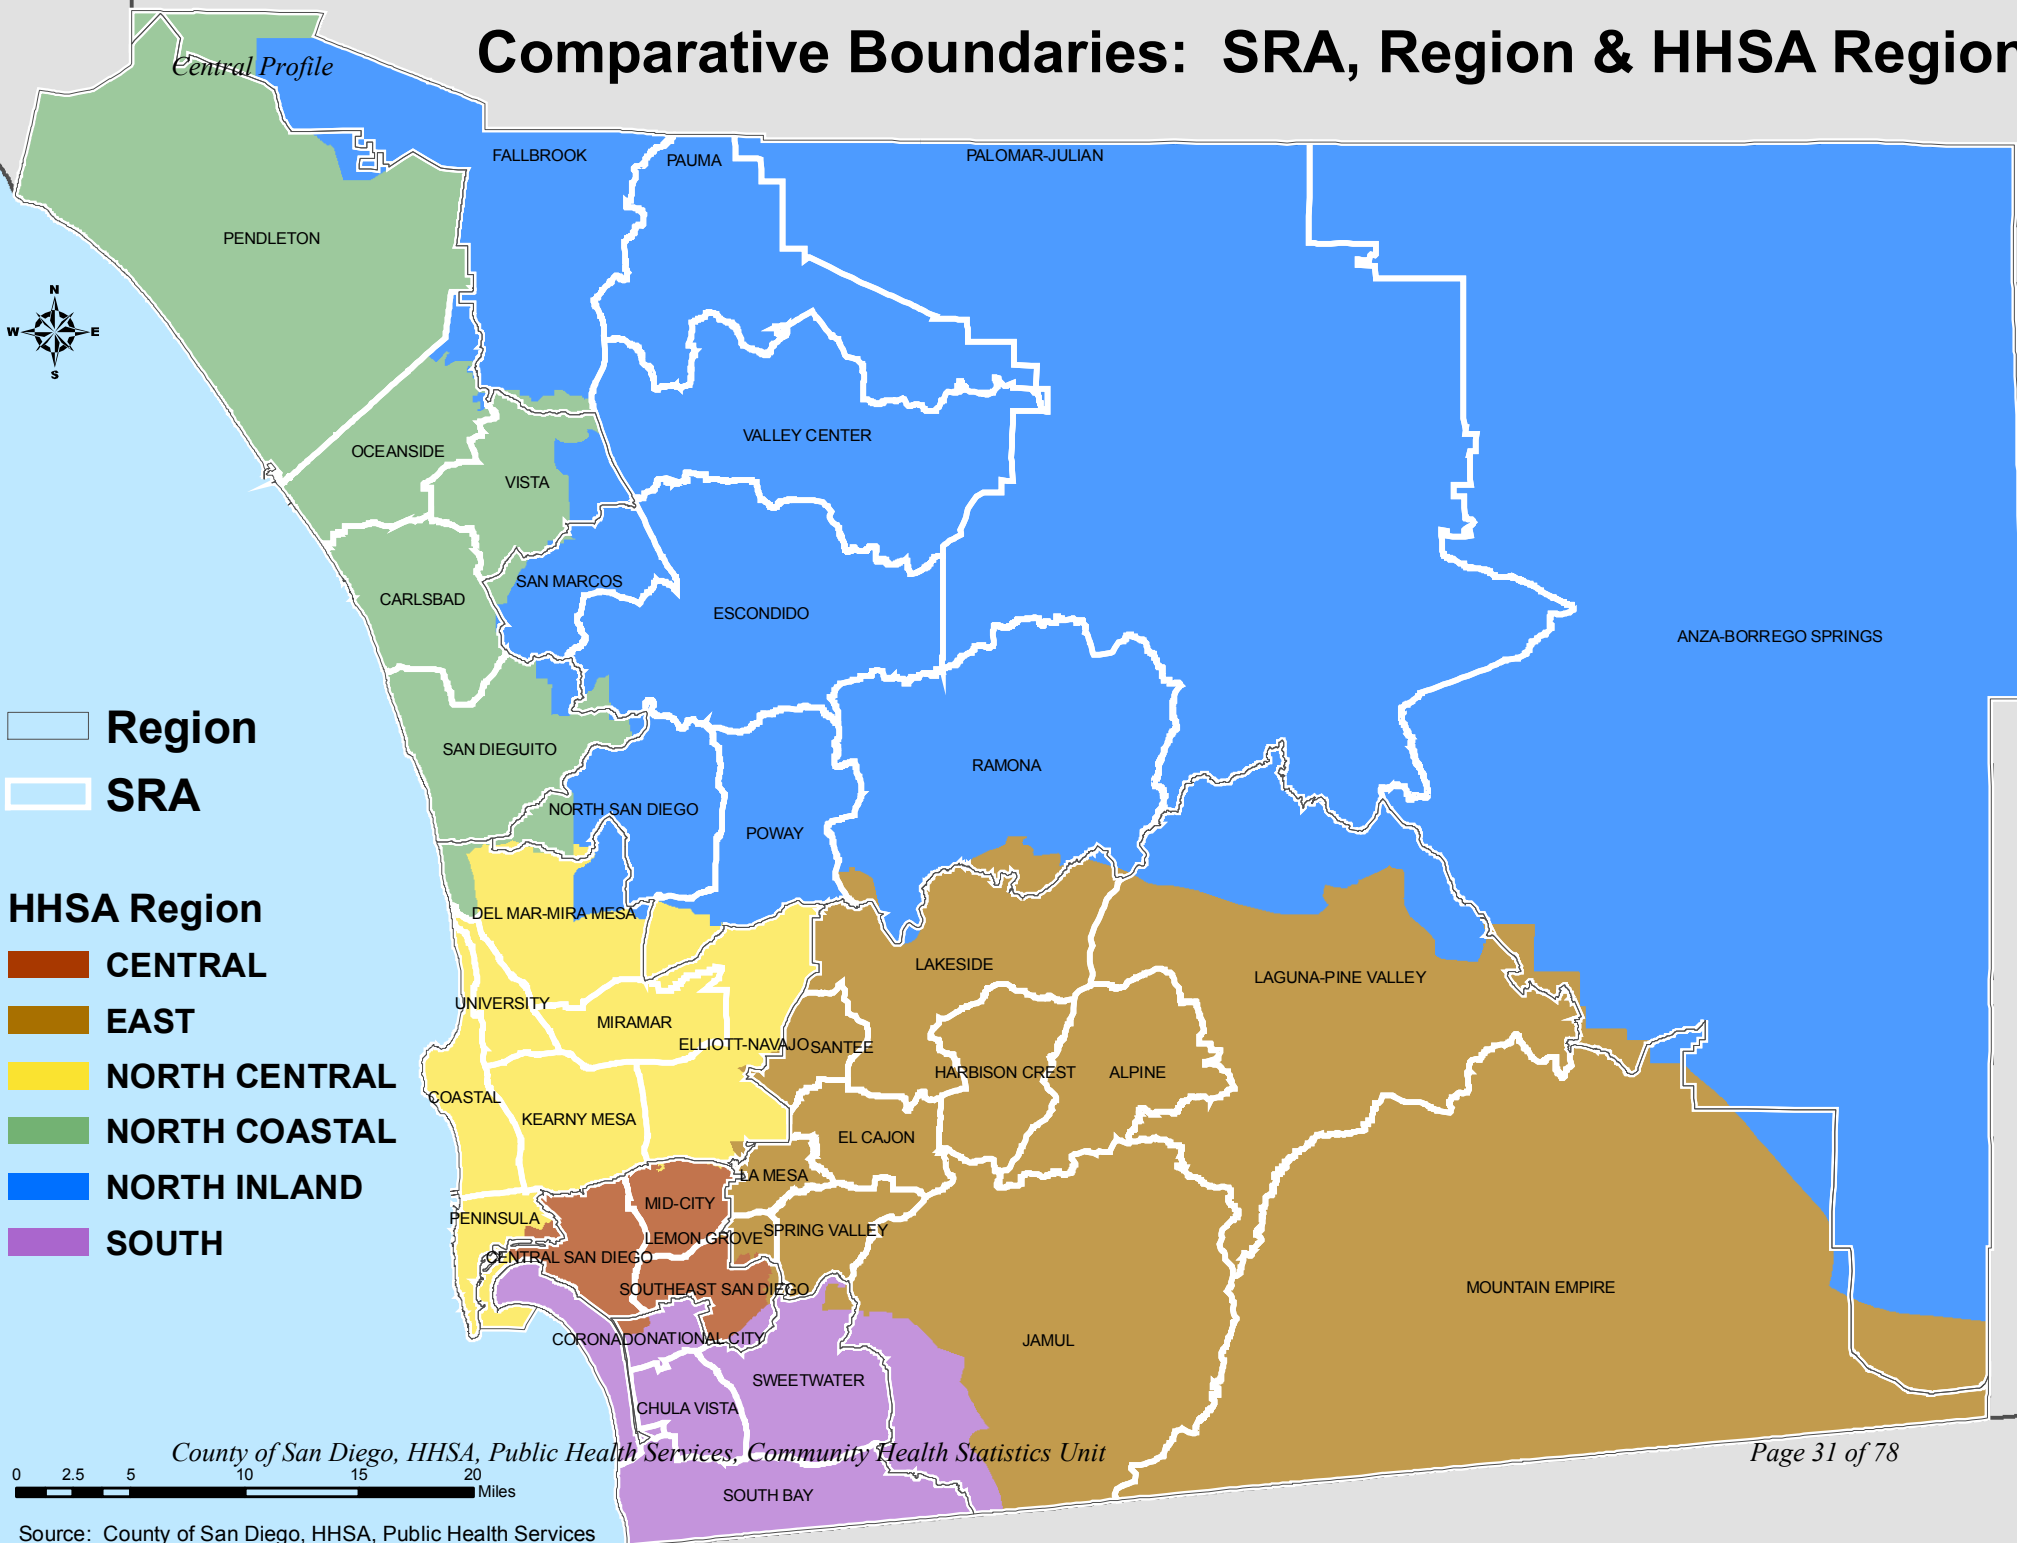 Comparative Boundaries: SRA, Region & HHSA Region
Central Profile
FALLBROOK
PAUMA
PALOMAR-JULIAN
PENDLETON
N
W
E
S
VALLEY CENTER
OCEANSIDE
VISTA
SAN MARCOS
CARLSBAD
ESCONDIDO
ANZA-BORREGO SPRINGS
Region
SAN DIEGUITO
RAMONA
SRA
NORTH SAN DIEGO
POWAY
HHSA Region
CENTRAL
EAST
NORTH CENTRAL
NORTH COASTAL
NORTH INLAND
SOUTH
DEL MAR-MIRA MESA
LAKESIDE
LAGUNA-PINE VALLEY
UNIVERSITY
MIRAMAR
ELLIOTT-NAVAJO
SANTEE
HARBISON CREST
ALPINE
COASTAL
KEARNY MESA
EL CAJON
LA MESA
MID-CITY
PENINSULA
LEMON GROVE
SPRING VALLEY
CENTRAL SAN DIEGO
SOUTHEAST SAN DIEGO
MOUNTAIN EMPIRE
CORONADO
NATIONAL CITY
JAMUL
SWEETWATER
CHULA VISTA
County of San Diego, HHSA, Public Health Services, Community Health Statistics Unit
Page 31 of 78
0 2.5 5 10 15 20
Miles
SOUTH BAY
Source: County of San Diego, HHSA, Public Health Services